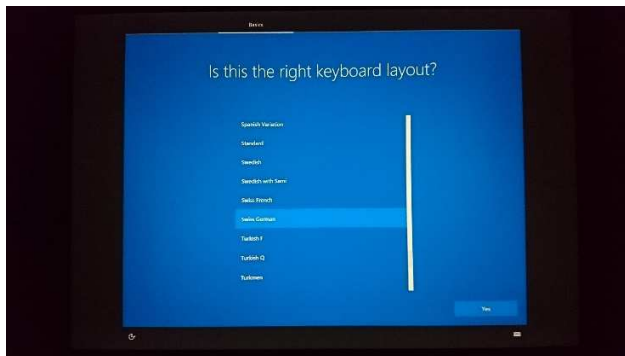 Basics
Is this the right keyboard layout?
Spanish Variation
Standard
Swedish
Swedish with Sami
Swiss French
Swiss German
Turkish F
Turkish Q
Turkmen
Yes